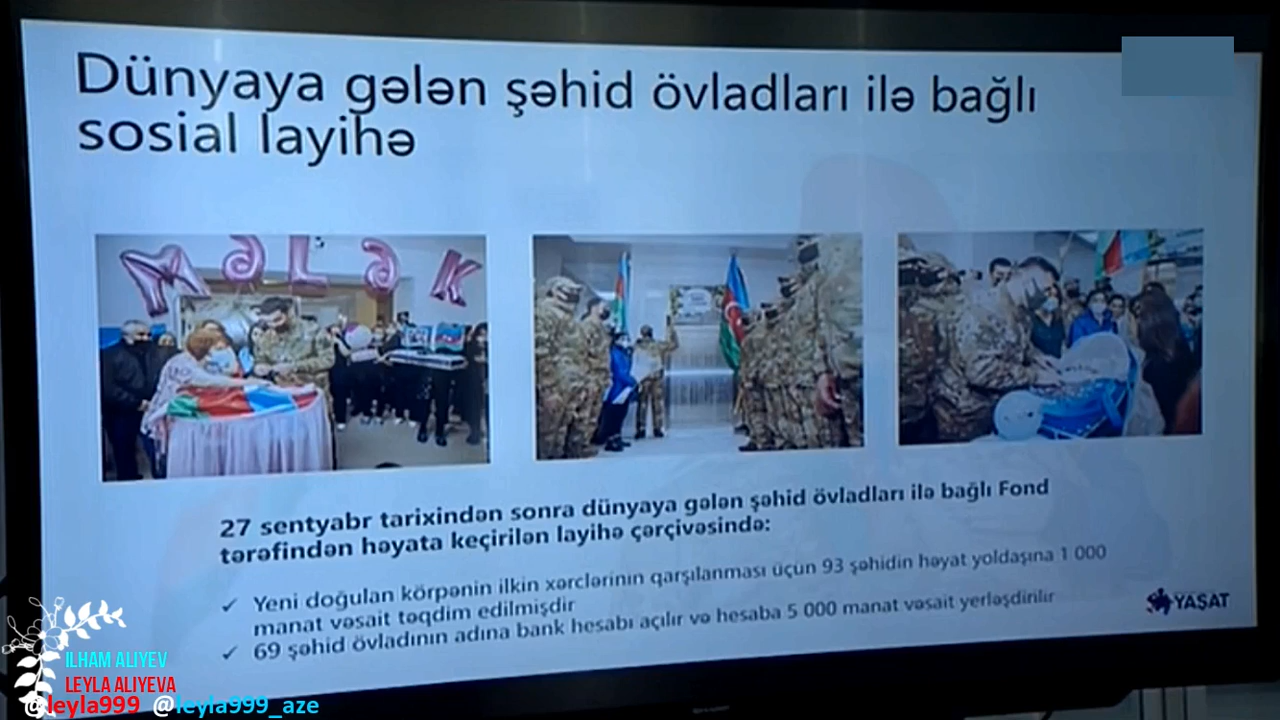 Dünyaya gələn şəhid övladları ilə bağlı
sosial layihə
MƏLƏK
27 sentyabr tarixindən sonra dünyaya gələn şəhid övladları ilə bağlı Fond
tərəfindən həyata keçirilən layihə çərçivəsində:
✓ Yeni doğulan körpənin ilkin xərclərinin qarşılanması üçün 93 şəhidin həyat yoldaşına 1 000
manat vəsait təqdim edilmişdir
✓ 69 şəhid övladının adına bank hesabı açılır və hesaba 5 000 manat vəsait yerləşdirilir
YAŞAT
ILHAM ALIYEV
LEYLA ALIYEVA
@leyla999 @leyla999_aze